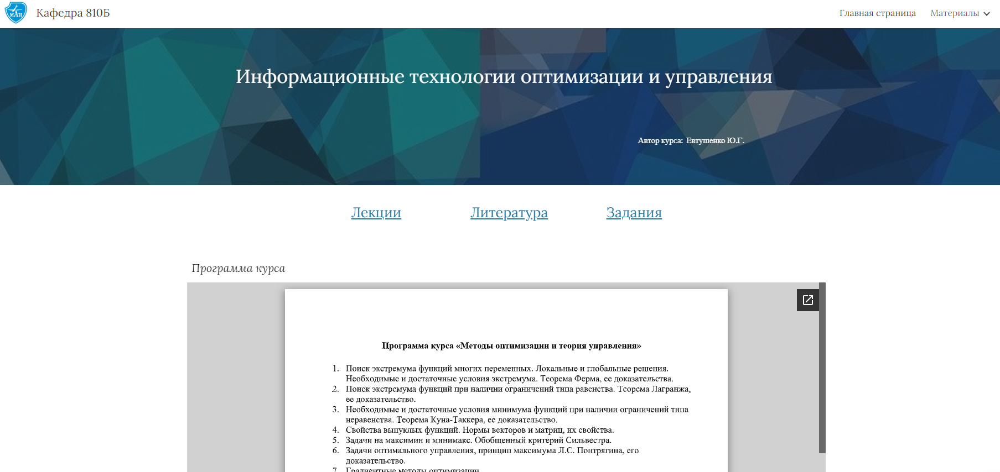 МАИ
Кафедра 810Б
Главная страница
Материалы
Информационные технологии оптимизации и управления
Автор курса: Евтушенко Ю.Г.
Лекции
Литература
Задания
Программа курса
Программа курса «Методы оптимизации и теория управления»
1. Поиск экстремума функций многих переменных. Локальные и глобальные решения.
Необходимые и достаточные условия экстремума. Теорема Ферма, ее доказательства.
2. Поиск экстремума функций при наличии ограничений типа равенства. Теорема Лагранжа,
ее доказательство.
3. Необходимые и достаточные условия минимума функций при наличии ограничений типа
неравенства. Теорема Куна-Таккера, ее доказательство.
4. Свойства выпуклых функций. Нормы векторов и матриц, их свойства.
5. Задачи на максимин и минимакс. Обобщенный критерий Сильвестра.
6. Задачи оптимального управления, принцип максимума Л.С. Понтрягина, его
доказательство.
7. Градиентные методы оптимизации